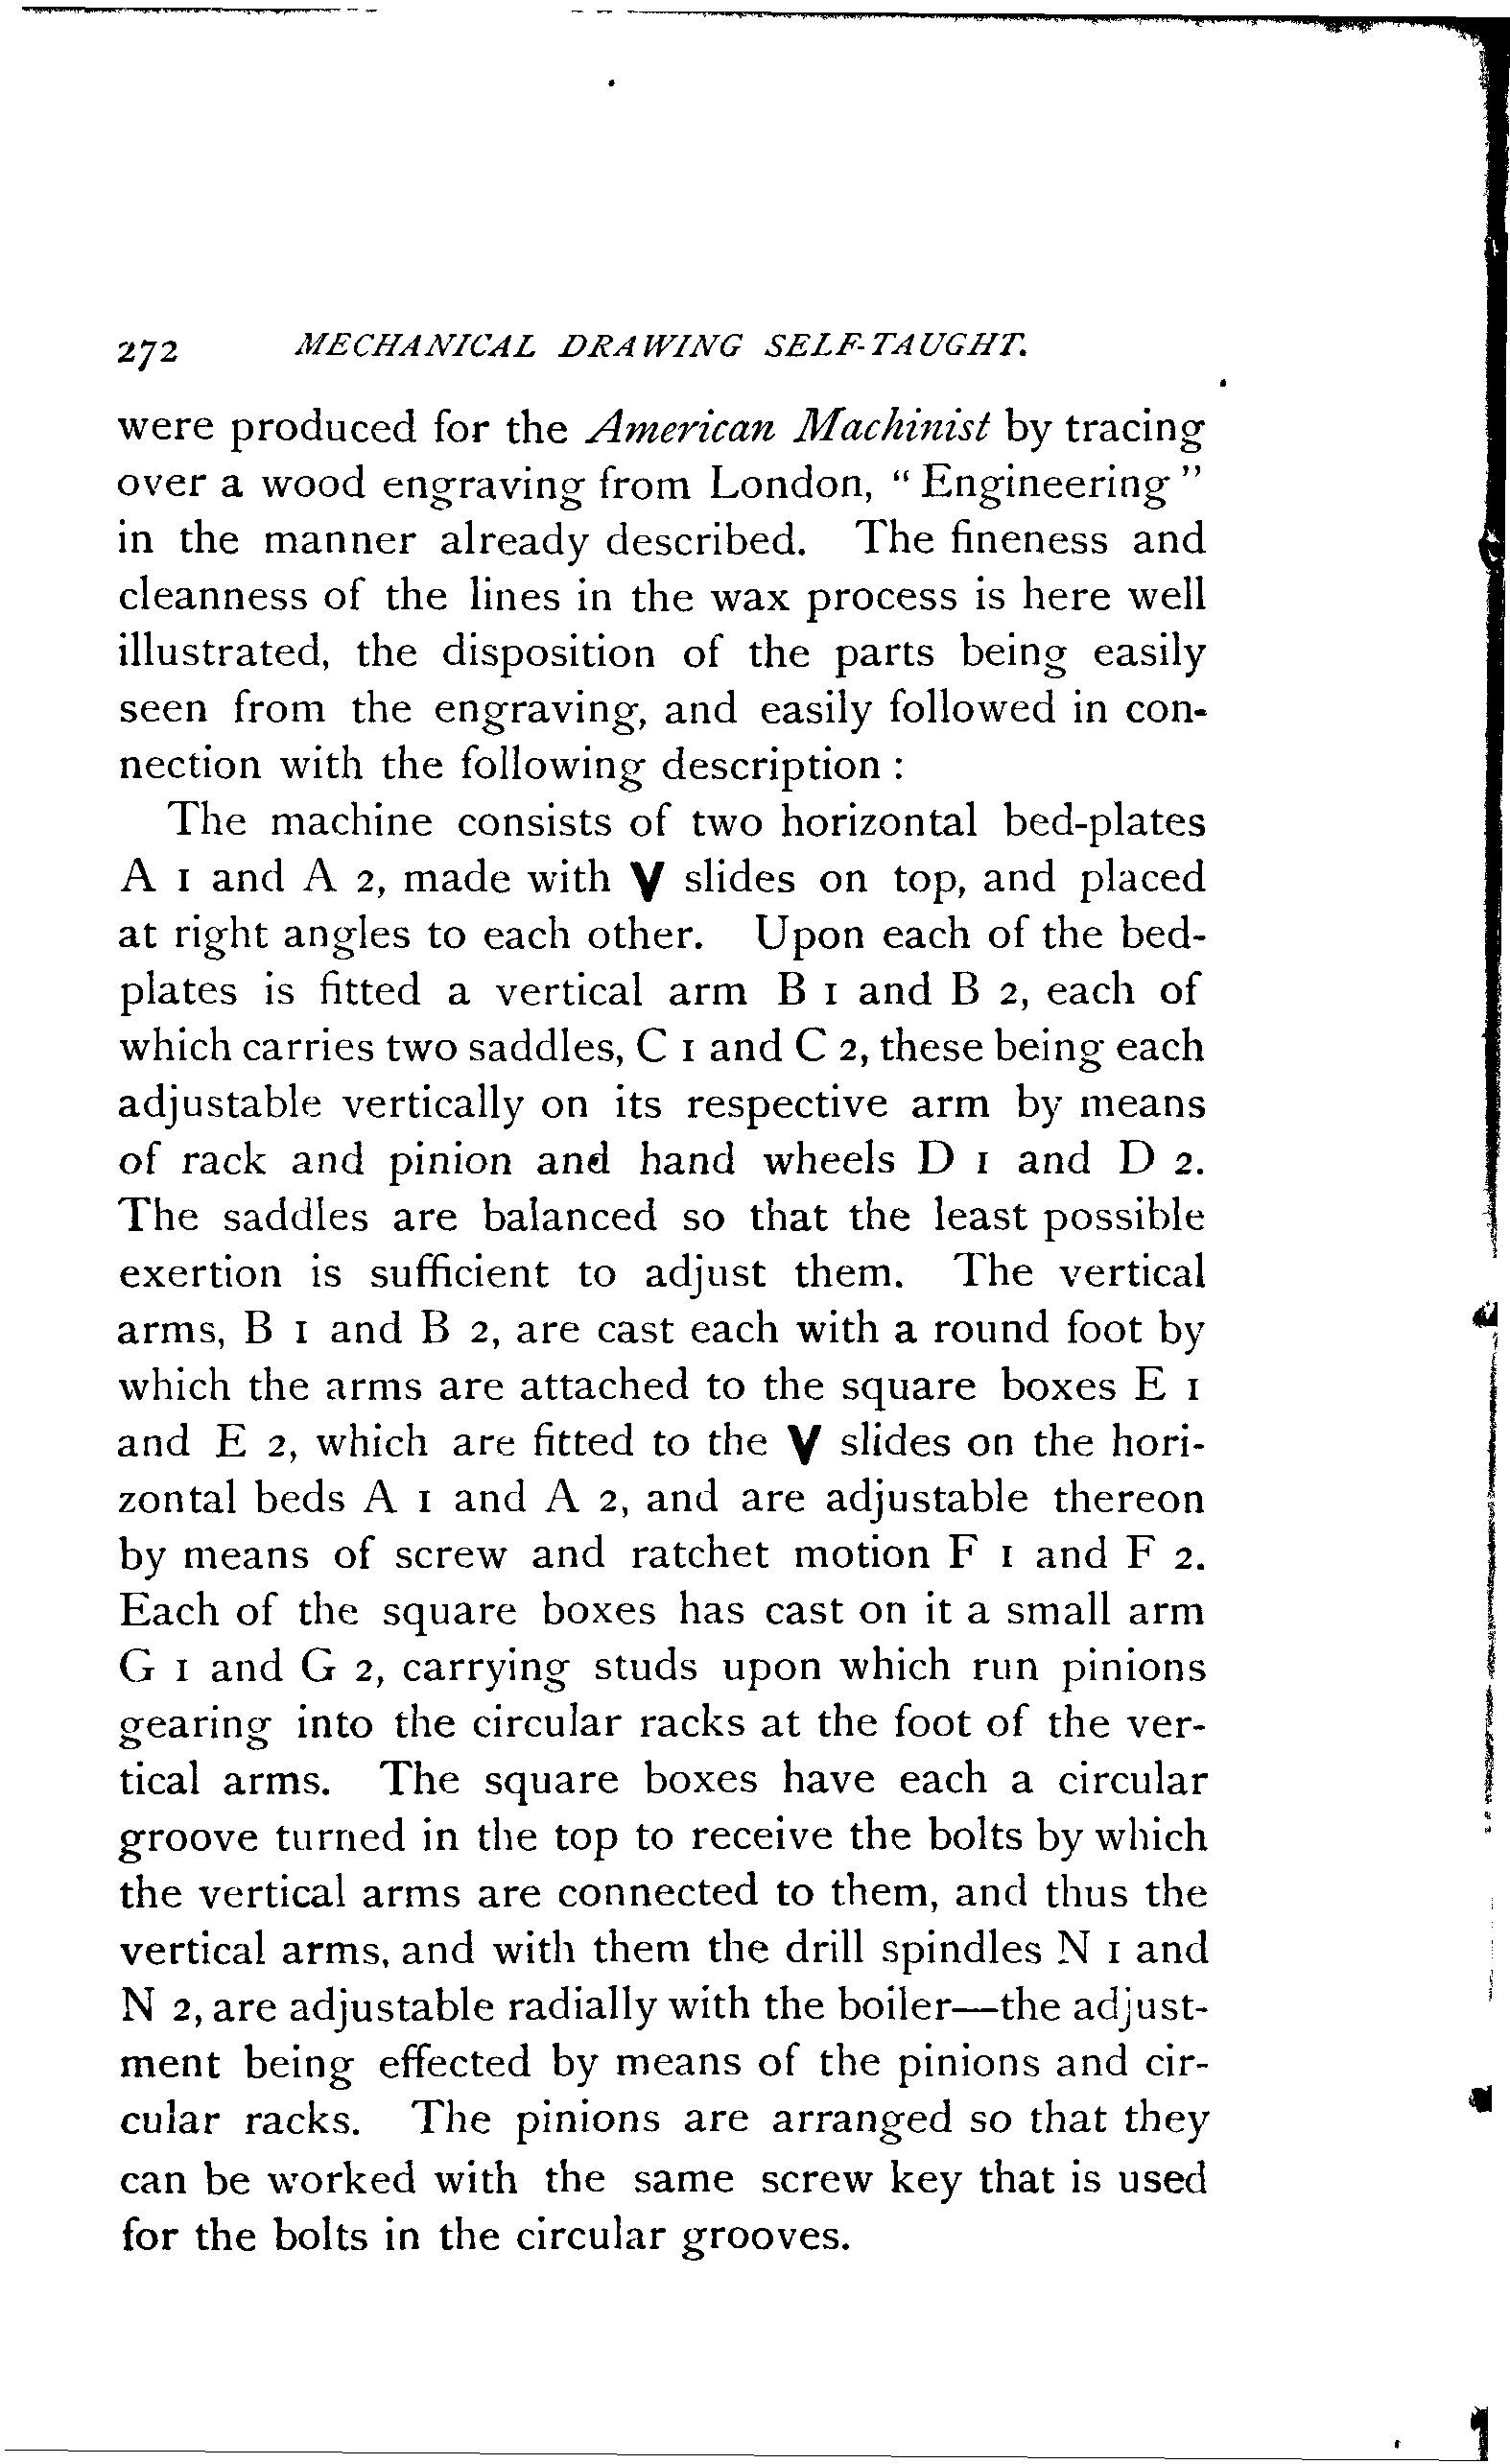 272 MECHANICAL DRAWING SELF-TAUGHT.
were produced for the American Machinist by tracing
over a wood engraving from London, “ Engineering ”
in the manner already described. The fineness and
cleanness of the lines in the wax process is here well
illustrated, the disposition of the parts being easily
seen from the engraving, and easily followed in con-
nection with the following description :
The machine consists of two horizontal bed-plates
A 1 and A 2, made with V slides on top, and placed
at right angles to each other. Upon each of the bed-
plates is fitted a vertical arm B 1 and B 2, each of
which carries two saddles, C 1 and C 2, these being each
adjustable vertically on its respective arm by means
of rack and pinion and hand wheels D 1 and D 2.
The saddles are balanced so that the least possible
exertion is sufficient to adjust them. The vertical
arms, B 1 and B 2, are cast each with a round foot by
which the arms are attached to the square boxes E 1
and E 2, which are fitted to the V slides on the hori-
zontal beds A 1 and A 2, and are adjustable thereon
by means of screw and ratchet motion F 1 and F 2.
Each of the square boxes has cast on it a small arm
G 1 and G 2, carrying studs upon which run pinions
gearing into the circular racks at the foot of the ver-
tical arms. The square boxes have each a circular
groove turned in the top to receive the bolts by which
the vertical arms are connected to them, and thus the
vertical arms, and with them the drill spindles N 1 and
N 2, are adjustable radially with the boiler—the adjust-
ment being effected by means of the pinions and cir-
cular racks. The pinions are arranged so that they
can be worked with the same screw key that is used
for the bolts in the circular grooves.